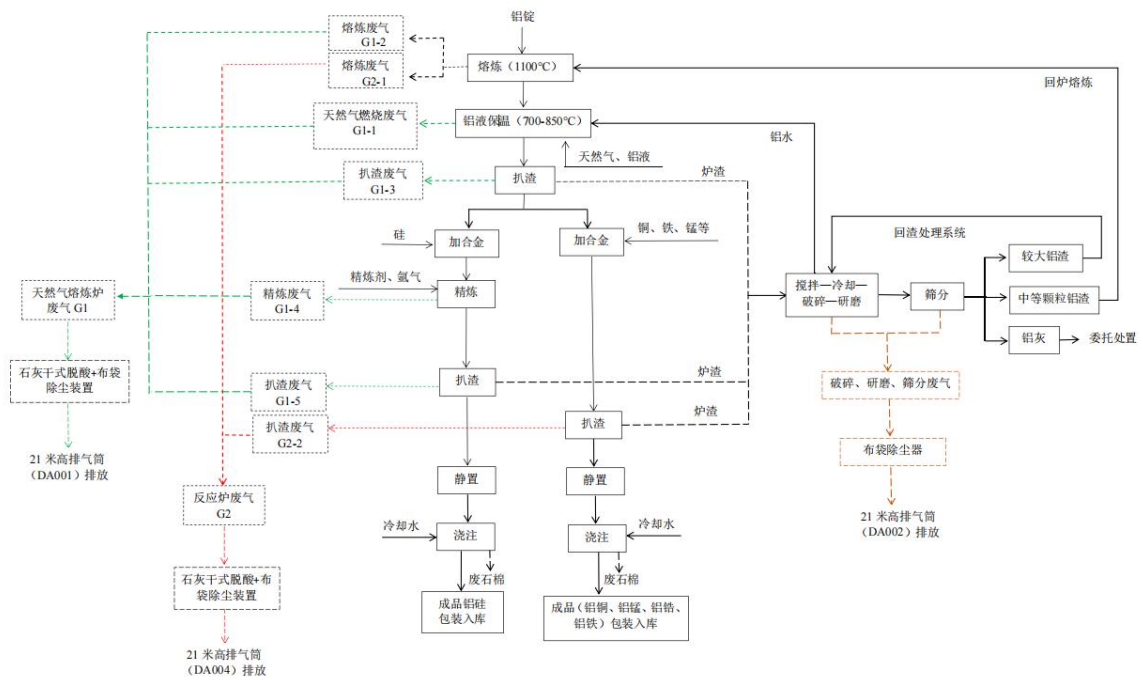 铝锭
熔炼废气
G1-2
熔炼废气
G2-1
熔炼（1100℃）
回炉熔炼
天然气燃烧废气
G1-1
铝液保温（700-850℃）
铝水
天然气、铝液
扒渣废气
G1-3
扒渣
炉渣
硅
加合金
加合金
铜、铁、锰等
回渣处理系统
较大铝渣
精炼剂、氩气
天然气熔炼炉
废气 G1
精炼废气
G1-4
精炼
搅拌—冷却—
破碎—研磨
筛分
中等颗粒铝渣
铝灰
委托处置
石灰干式脱酸+布袋
除尘装置
扒渣废气
G1-5
扒渣
炉渣
破碎、研磨、筛分废气
扒渣废气
G2-2
扒渣
炉渣
布袋除尘器
21 米高排气筒
（DA001）排放
静置
静置
反应炉废气
G2
21 米高排气筒
（DA002）排放
冷却水
浇注
浇注
冷却水
废石棉
废石棉
石灰干式脱酸+布
袋除尘装置
成品铝硅
包装入库
成品（铝铜、铝锰、铝锆、
铝铁）包装入库
21 米高排气筒
（DA004）排放